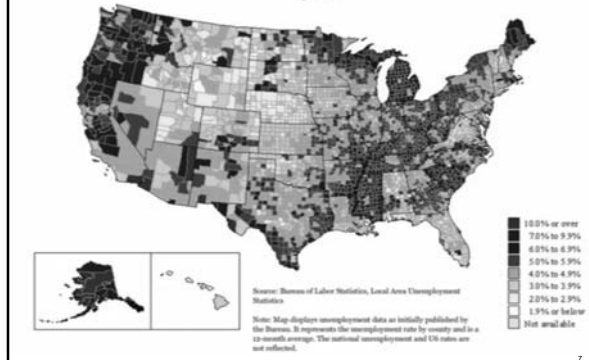 10.0% or over
7.0% to 9.9%
6.0% to 6.9%
5.0% to 5.9%
4.0% to 4.9%
3.0% to 3.9%
2.0% to 2.9%
1.9% or below
Not available
Source: Bureau of Labor Statistics, Local Area Unemployment
Statistics
Note: Map displays unemployment data as initially published by
the Bureau. It represents the unemployment rate by county and is a
12-month average. The national unemployment and U6 rates are
not reflected.
7